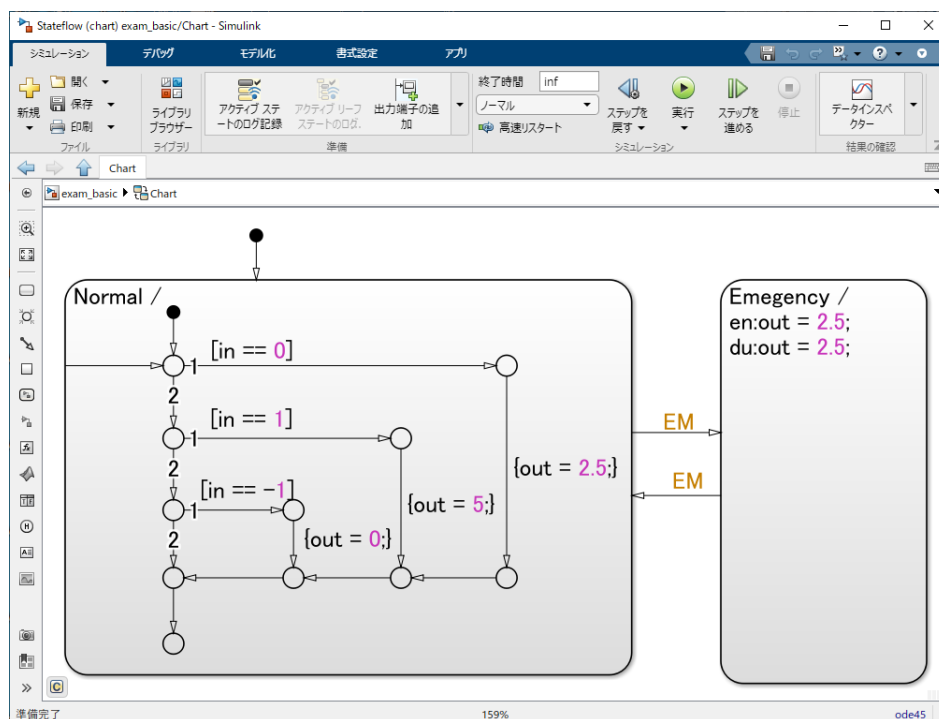 Stateflow (chart) exam_basic/Chart - Simulink
シミュレーション デバッグ モデル化 書式設定 アプリ
新規
開く
保存
印刷
ファイル
ライブラリ
ブラウザー
ライブラリ
アクティブ ステ
ートのログ記録
アクティブ リーフ
ステートのログ.
出力端子の追
加
準備
終了時間 inf
ノーマル
高速リスタート
ステップを
戻す
実行
ステップを
進める
停止
シミュレーション
データインスペ
クター
結果の確認
Chart
exam_basic Chart
Normal /
[in == 0]
1
2
[in == 1]
1
2
[in == -1]
1
2
{out = 0;}
{out = 5;}
{out = 2.5;}
EM
EM
Emegency /
en:out = 2.5;
du:out = 2.5;
準備完了
159%
ode45